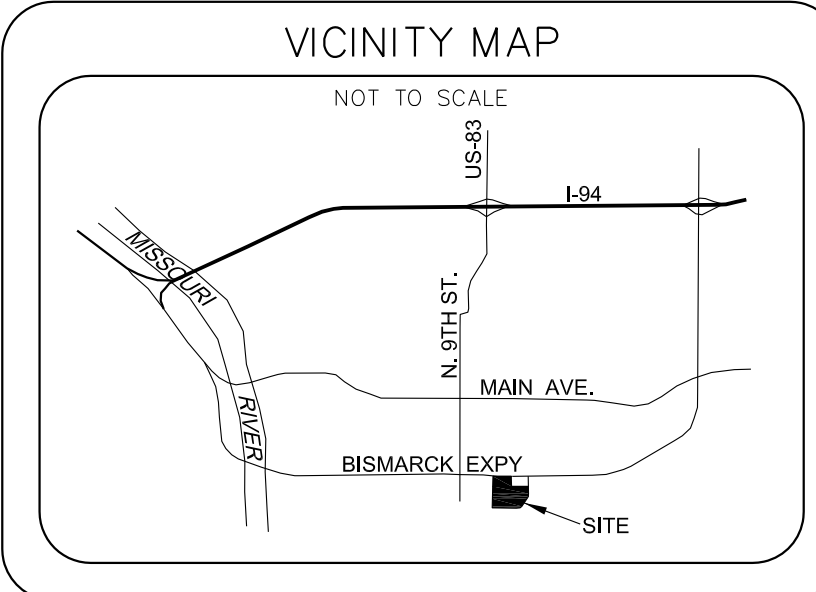 VICINITY MAP
NOT TO SCALE
US-83
I-94
MISSOURI
RIVER
N. 9TH ST.
MAIN AVE.
BISMARCK EXPY
SITE